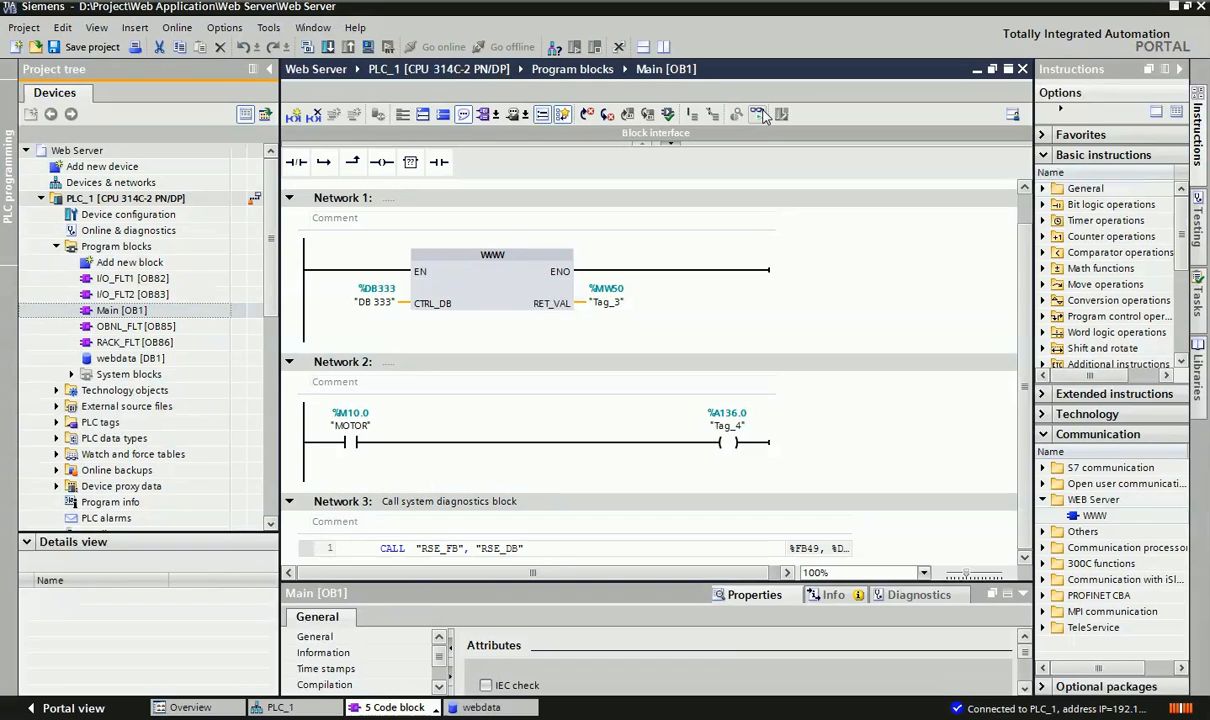 Siemens - D:\Project\Web Application\Web Server\Web Server
Project Edit View Insert Online Options Tools Window Help
Totally Integrated Automation
PORTAL
Save project
Go online
Go offline
Project tree
Devices
PLC programming
Web Server
Add new device
Devices & networks
PLC_1 [CPU 314C-2 PN/DP]
Device configuration
Online & diagnostics
Program blocks
Add new block
I/O_FLT1 [OB82]
I/O_FLT2 [OB83]
Main [OB1]
OBNL_FLT [OB85]
RACK_FLT [OB86]
webdata [DB1]
System blocks
Technology objects
External source files
PLC tags
PLC data types
Watch and force tables
Online backups
Device proxy data
Program info
PLC alarms
Details view
Name
Web Server PLC_1 [CPU 314C-2 PN/DP] Program blocks Main [OB1]
Block interface
Network 1: .....
Comment
WWW
EN ENO
%DB333
"DB 333" CTRL_DB
%MW50
RET_VAL "Tag_3"
Network 2: .....
Comment
%M10.0 %A136.0
"MOTOR" "Tag_4"
Network 3: Call system diagnostics block
Comment
1 CALL "RSE_FB", "RSE_DB" %FB49, %D...
100%
Main [OB1]
Properties Info Diagnostics
General
General
Information
Time stamps
Compilation
Attributes
IEC check
Instructions
Options
Favorites
Basic instructions
Name
General
Bit logic operations
Timer operations
Counter operations
Comparator operations
Math functions
Move operations
Conversion operations
Program control oper...
Word logic operations
Shift and rotate
Additional instructions
Extended instructions
Technology
Communication
Name
S7 communication
Open user communicati...
WEB Server
WWW
Others
Communication processor
300C functions
Communication with iSl...
PROFINET CBA
MPI communication
TeleService
Optional packages
Instructions
Testing
Tasks
Libraries
Portal view
Overview
PLC_1
5 Code block
webdata
Connected to PLC_1, address IP=192.1...